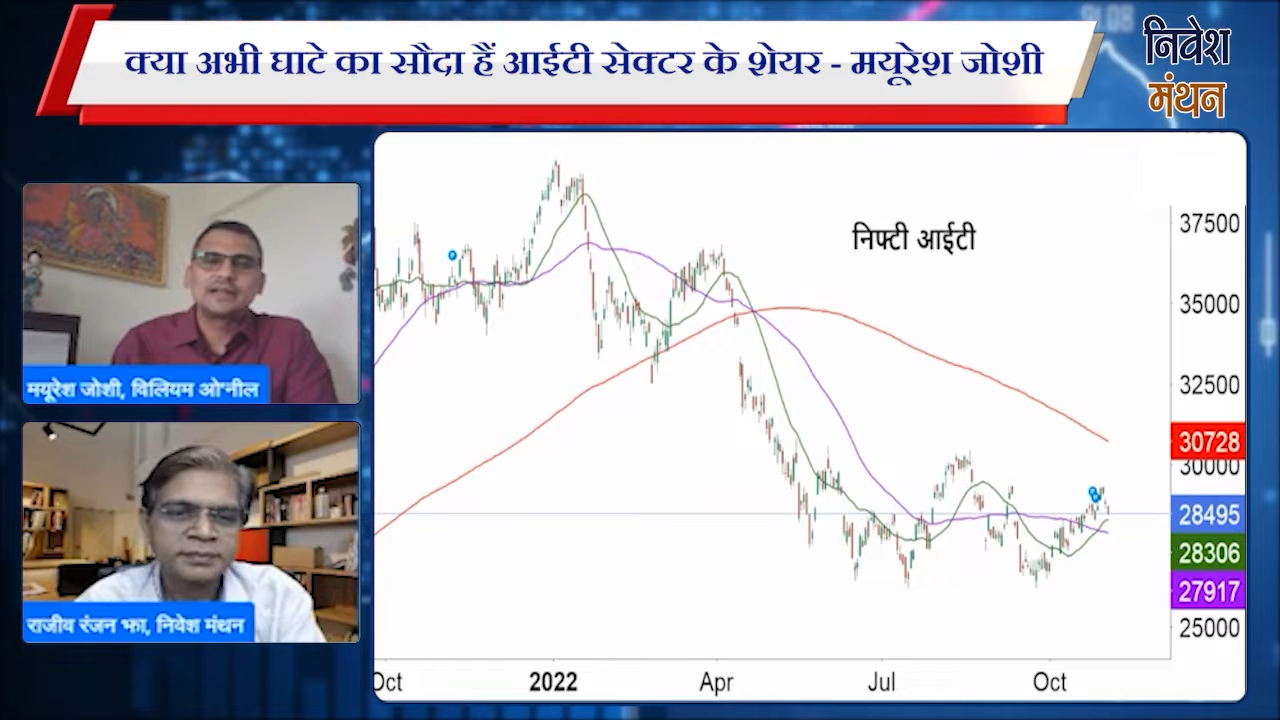 क्या अभी घाटे का सौदा हैं आईटी सेक्टर के शेयर - मयूरेश जोशी
निवेश
मंथन
मयूरेश जोशी, विलियम ओ'नील
राजीव रंजन झा, निवेश मंथन
निफ्टी आईटी
37500
35000
32500
30728
30000
28495
28306
27917
25000
Oct 2022 Apr Jul Oct